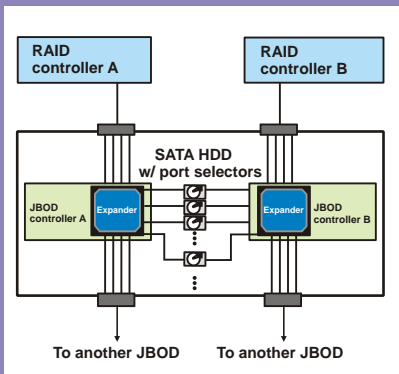 RAID
controller A
RAID
controller B
SATA HDD
w/ port selectors
JBOD
controller A
Expander
Expander
JBOD
controller B
To another JBOD
To another JBOD